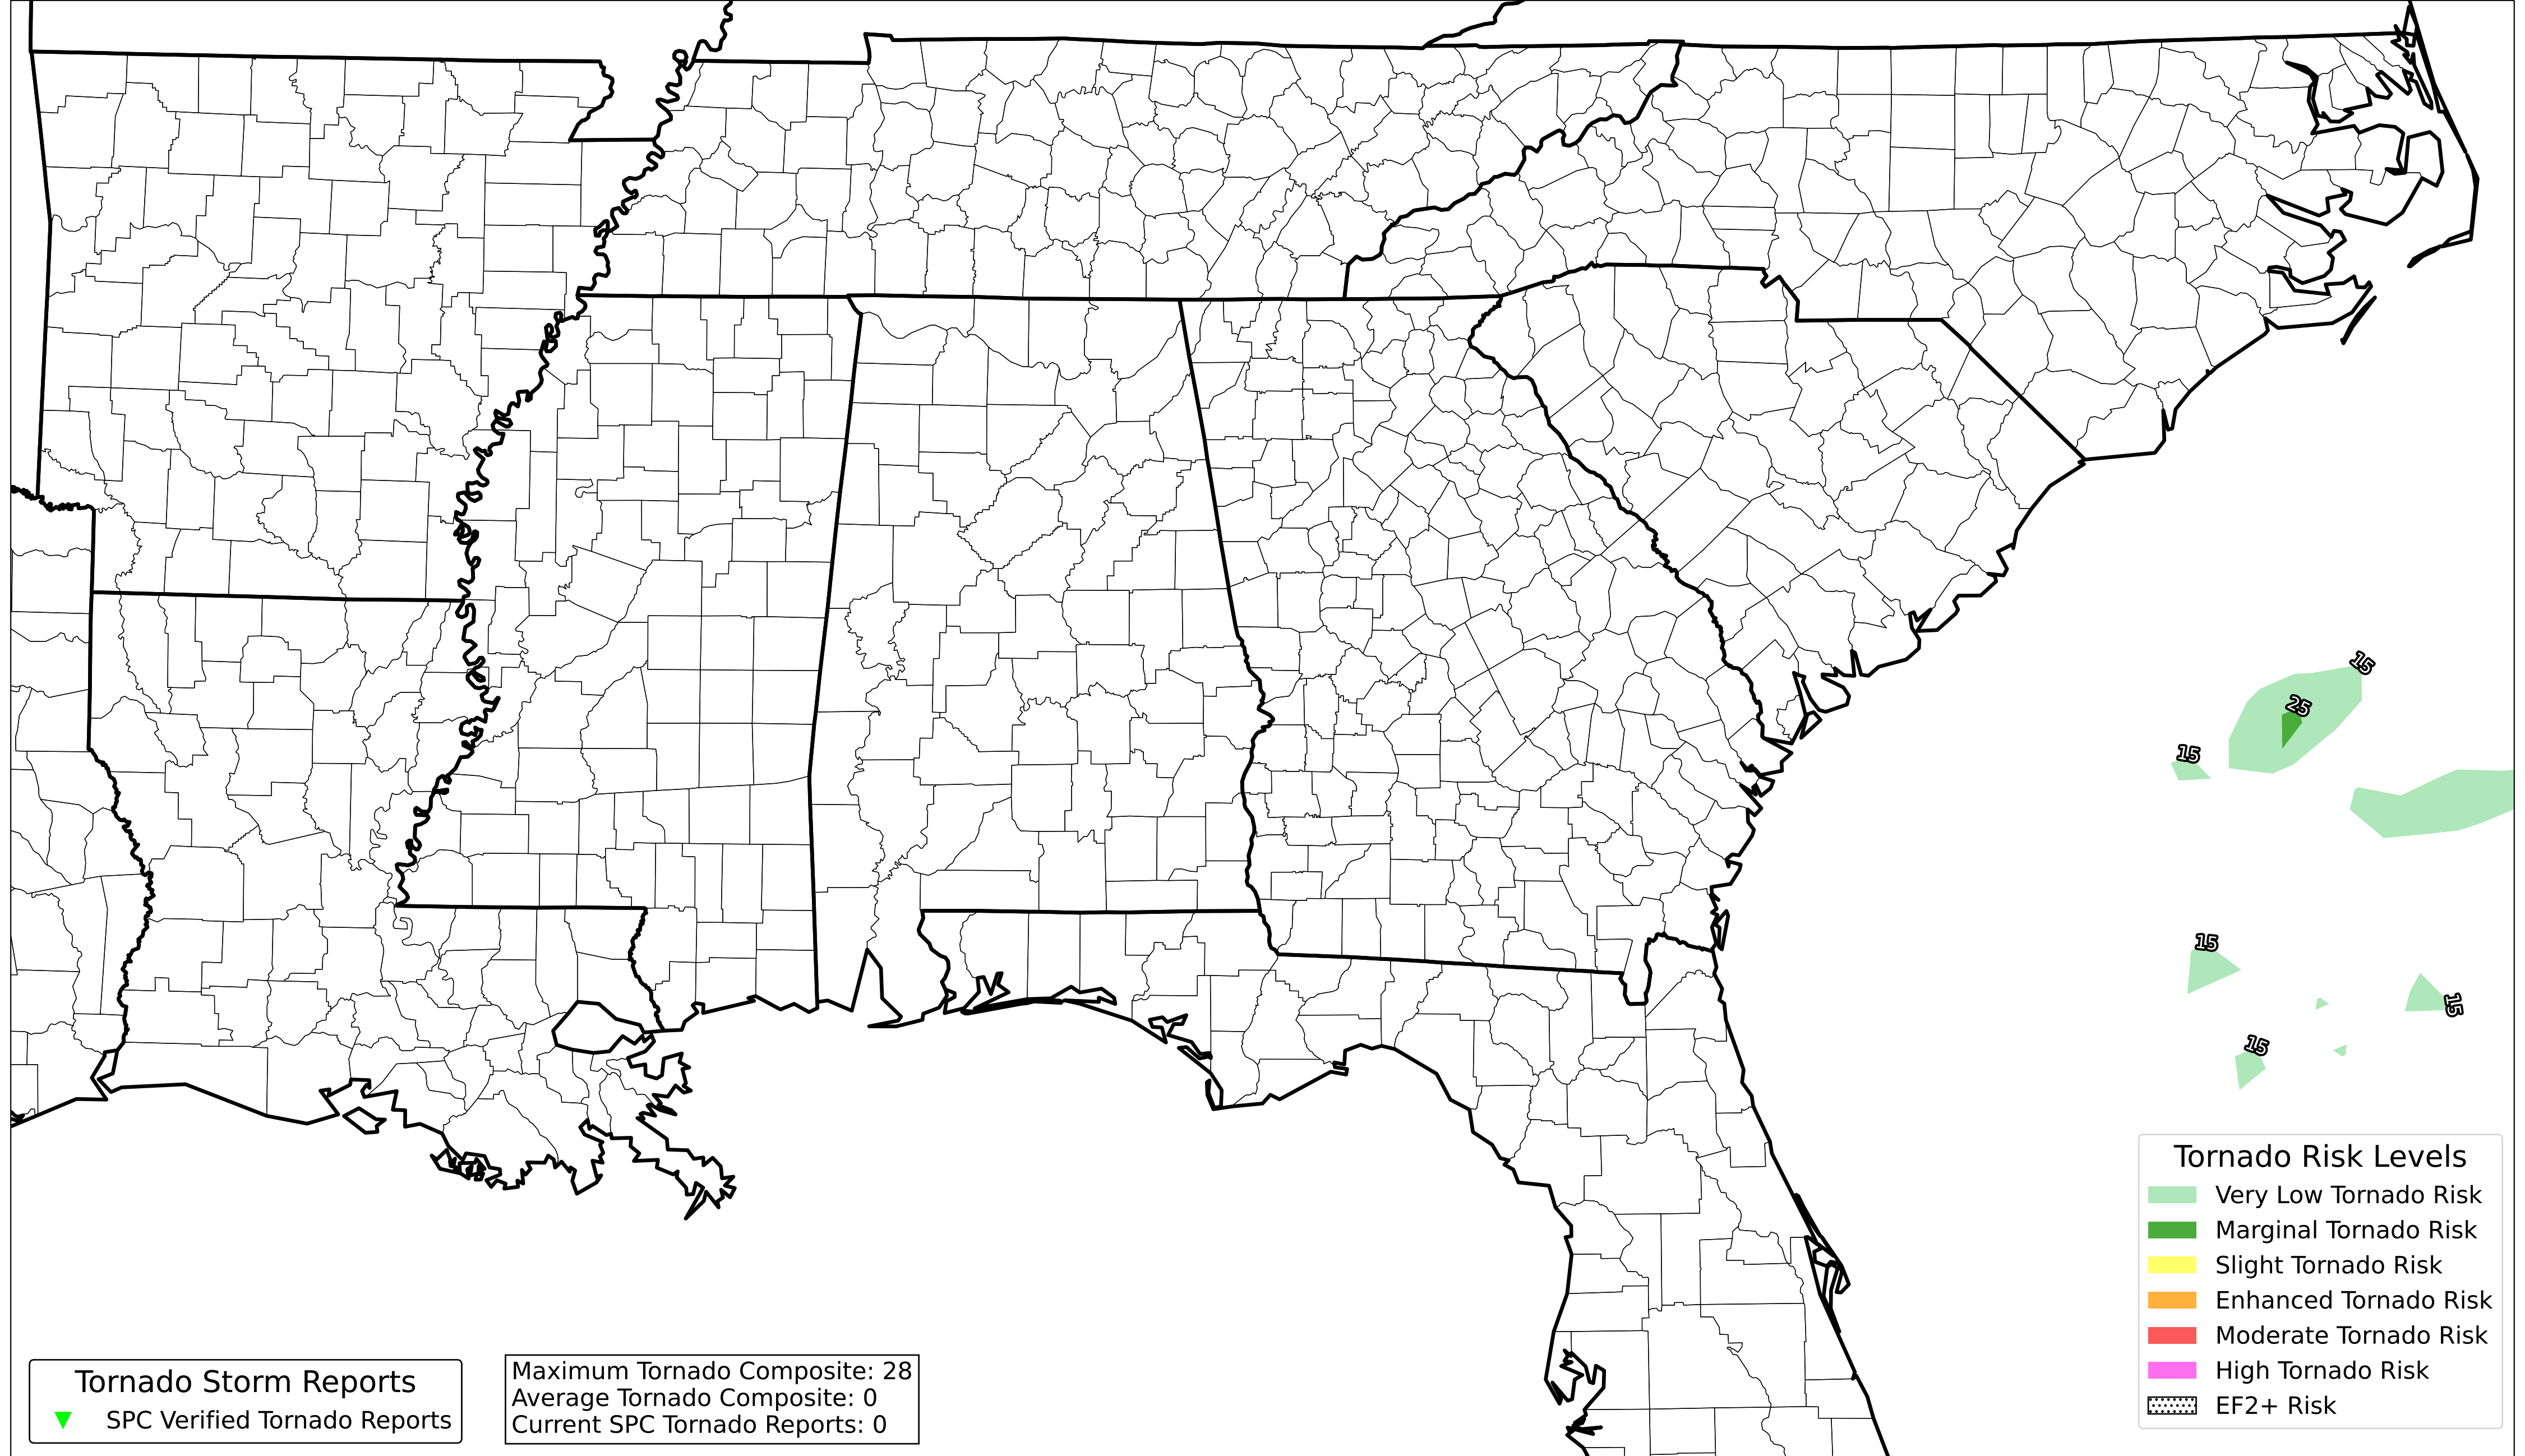 15
25
15
15
15
15
Tornado Risk Levels
Very Low Tornado Risk
Marginal Tornado Risk
Slight Tornado Risk
Enhanced Tornado Risk
Moderate Tornado Risk
High Tornado Risk
EF2+ Risk
Tornado Storm Reports
SPC Verified Tornado Reports
Maximum Tornado Composite: 28
Average Tornado Composite: 0
Current SPC Tornado Reports: 0